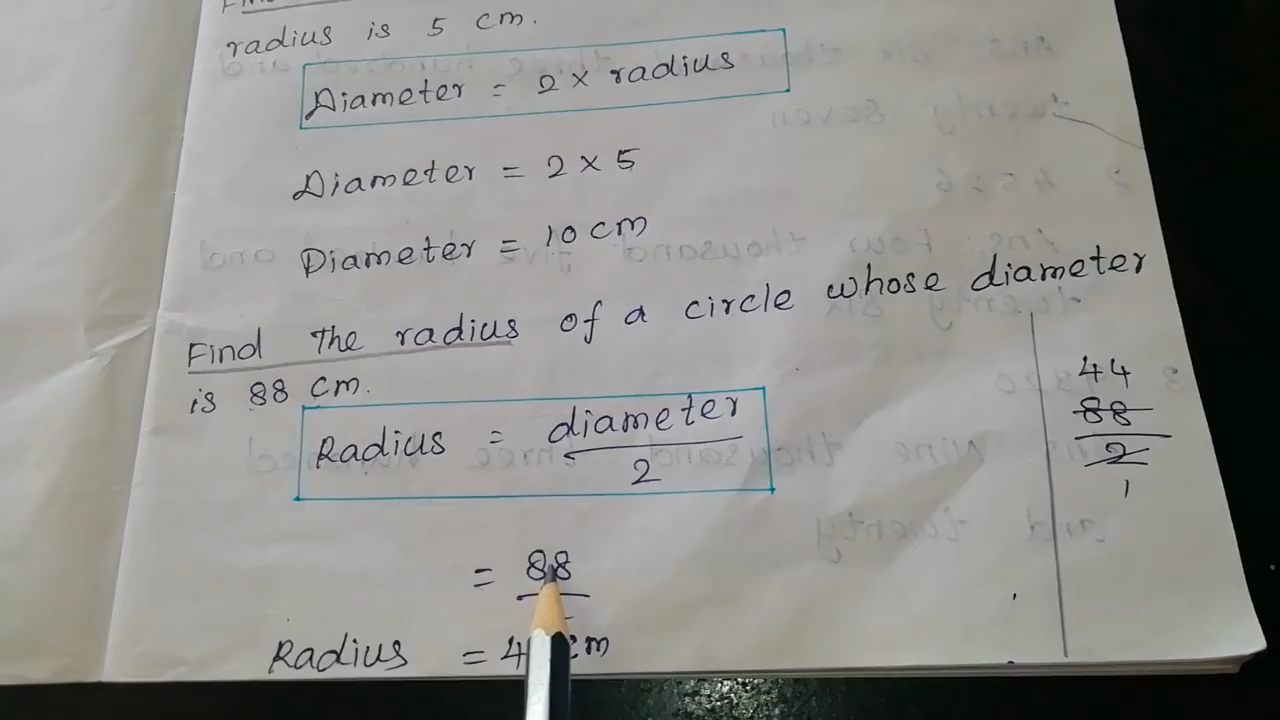 radius is 5 cm.
Diameter = 2 × radius
Diameter = 2 × 5
Diameter = 10 cm
Find The radius of a circle whose diameter
is 88 cm.
Radius = diameter
2
= 88
Radius = 4 cm
44
88
2
1